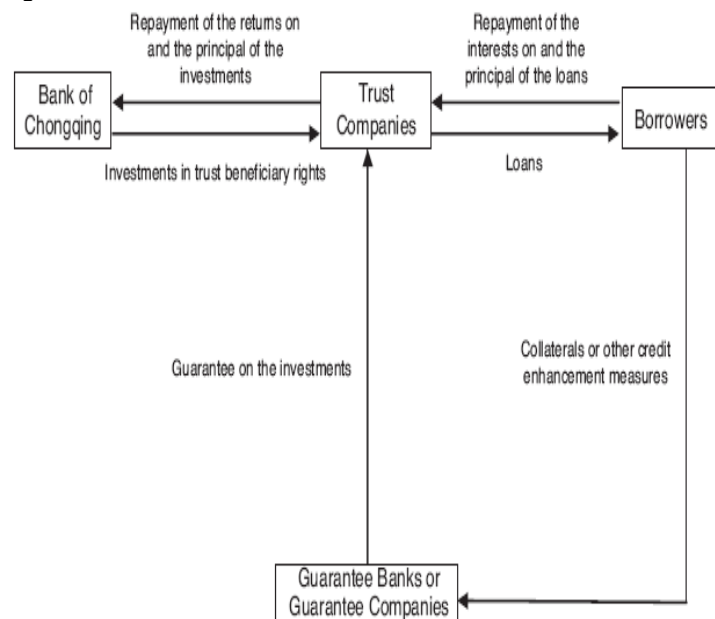 Repayment of the returns on
and the principal of the
investments
Repayment of the
interests on and the
principal of the loans
Bank of
Chongqing
Trust
Companies
Borrowers
Investments in trust beneficiary rights
Loans
Guarantee on the investments
Collaterals or other credit
enhancement measures
Guarantee Banks or
Guarantee Companies